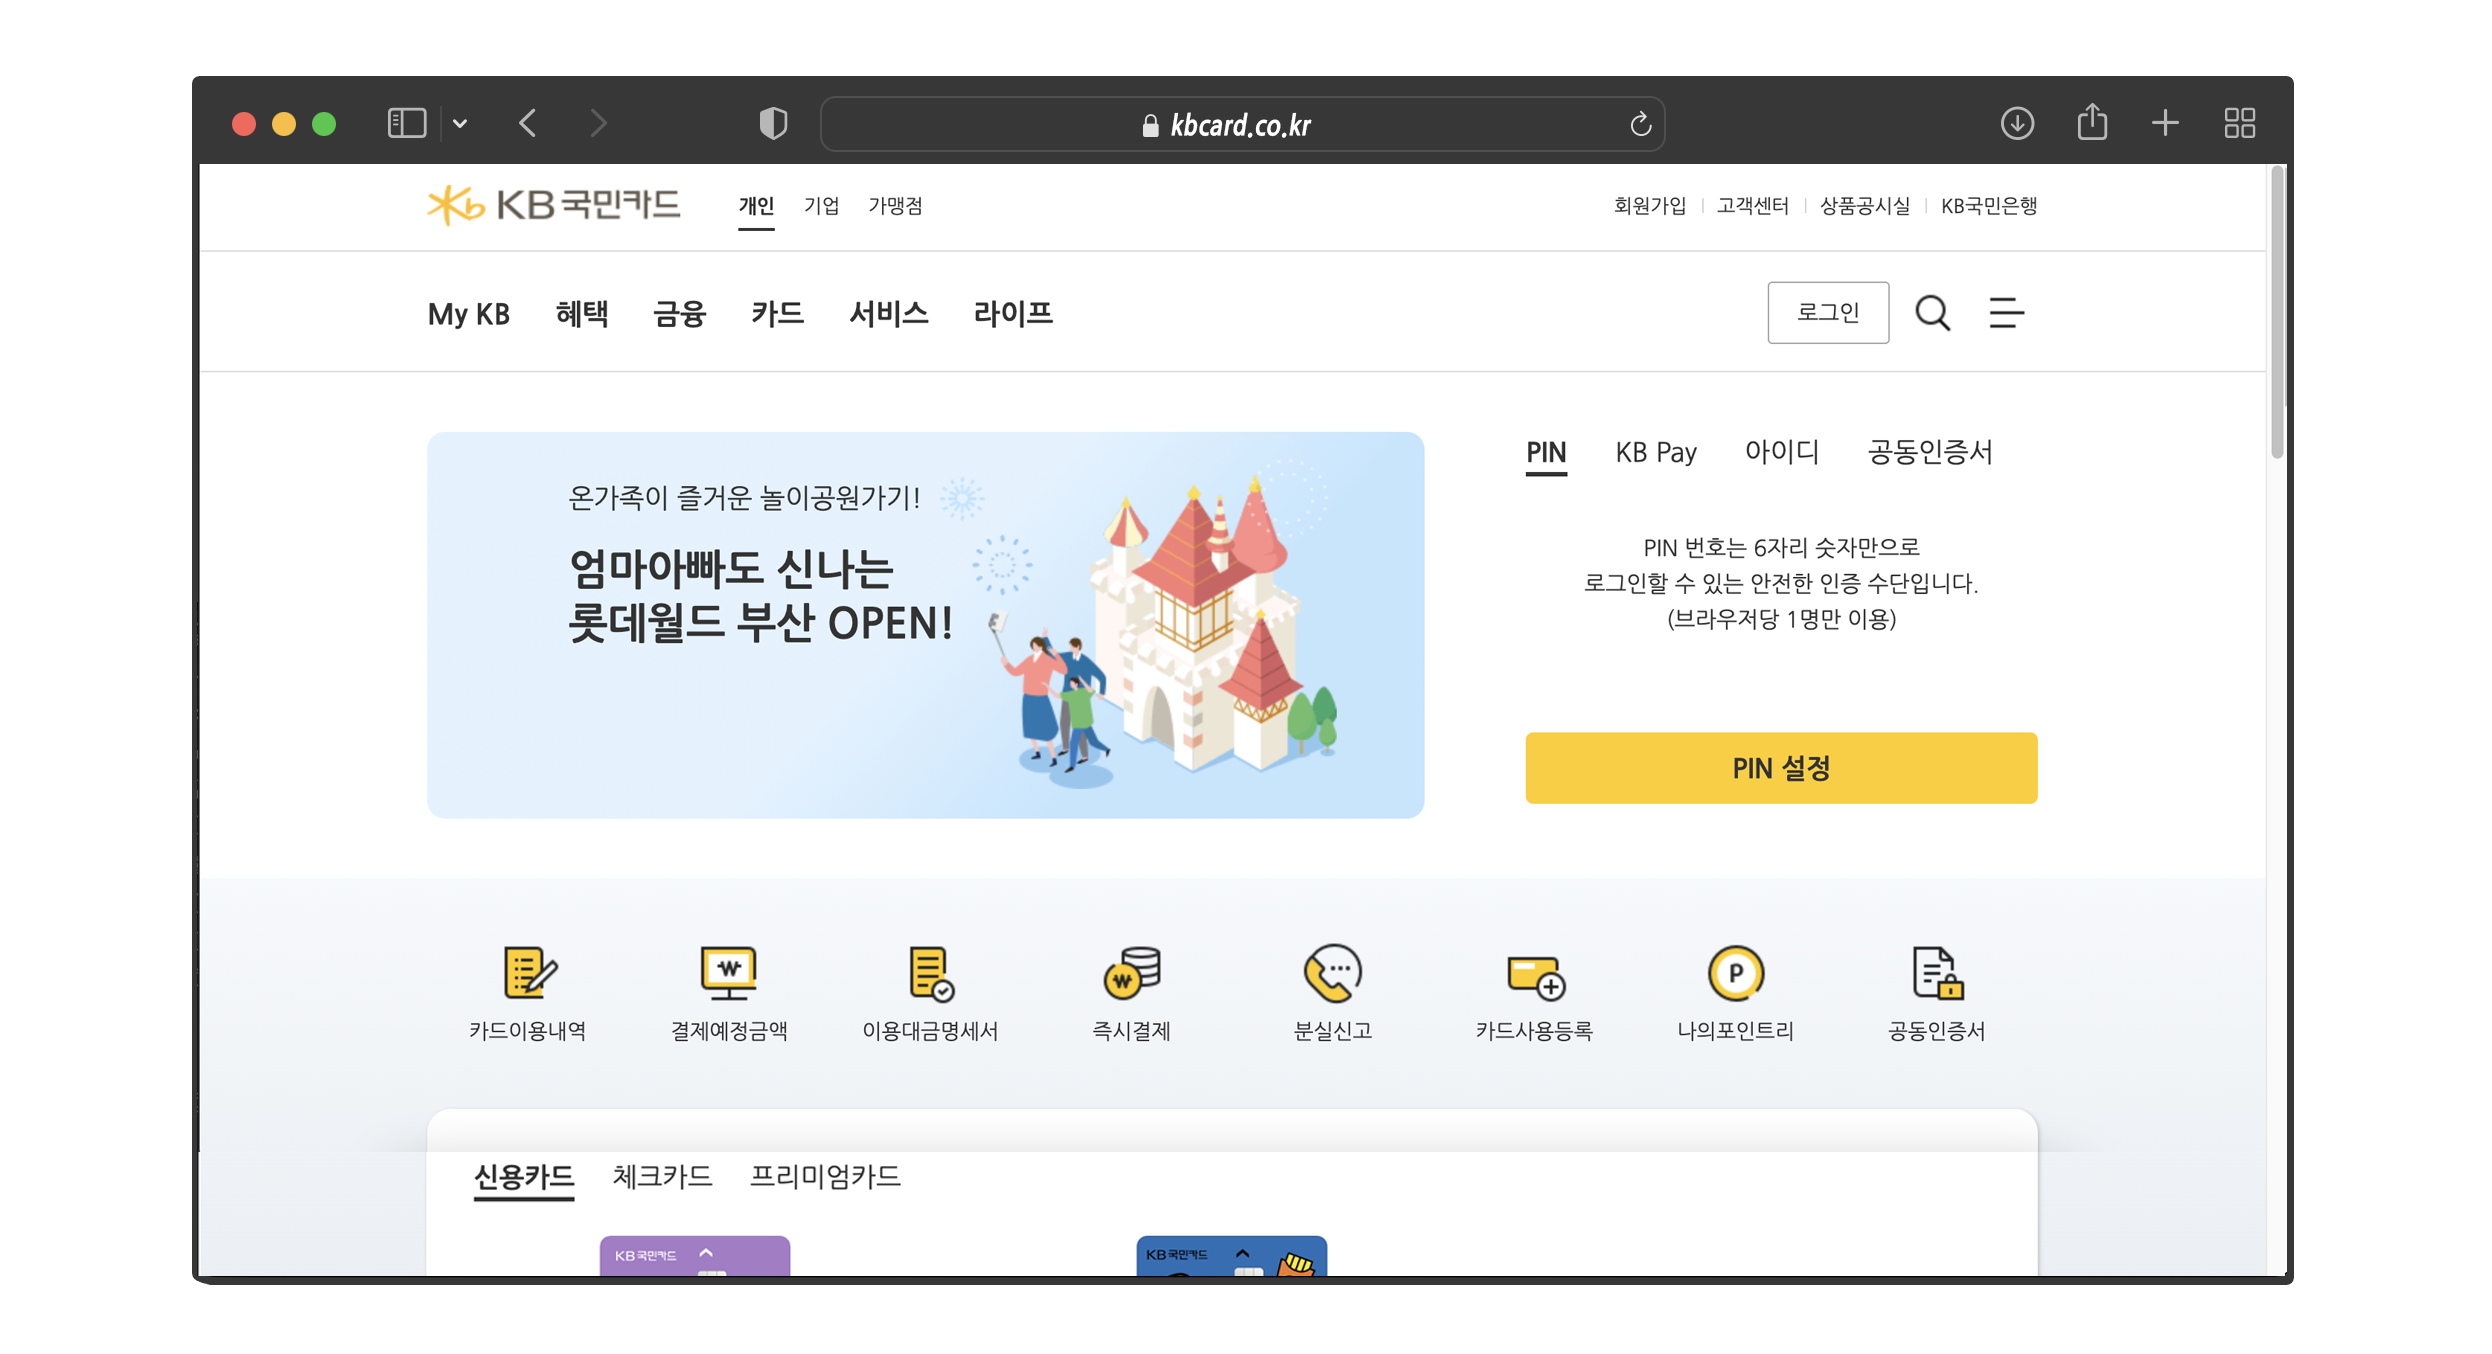 kbcard.co.kr
KB국민카드 개인 기업 가맹점 회원가입 고객센터 상품공시실 KB국민은행
My KB 혜택 금융 카드 서비스 라이프 로그인
온가족이 즐거운 놀이공원가기!
엄마아빠도 신나는
롯데월드 부산 OPEN!
PIN KB Pay 아이디 공동인증서
PIN 번호는 6자리 숫자만으로
로그인할 수 있는 안전한 인증 수단입니다.
(브라우저당 1명만 이용)
PIN 설정
카드이용내역 결제예정금액 이용대금명세서 즉시결제 분실신고 카드사용등록 나의포인트리 공동인증서
신용카드 체크카드 프리미엄카드
KB국민카드 KB국민카드